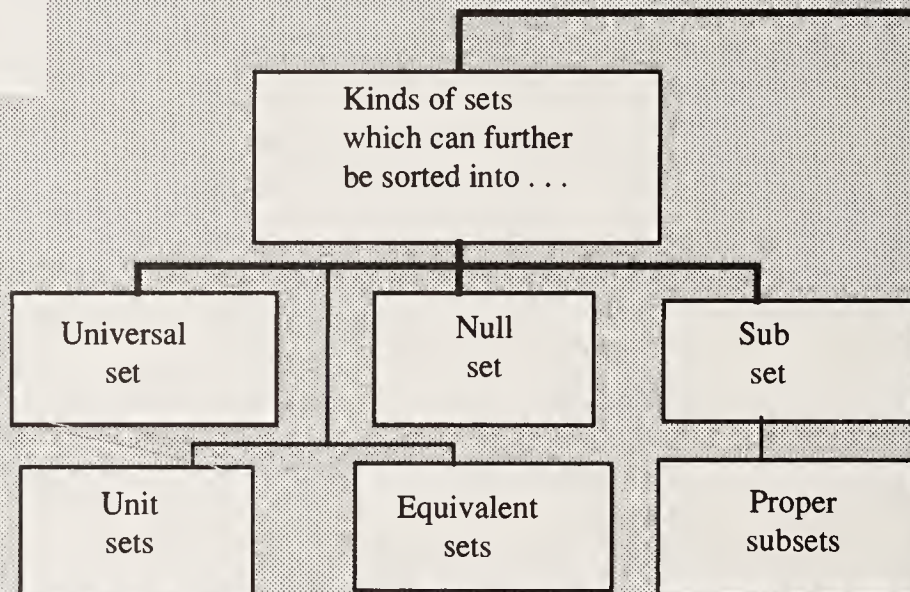 Kinds of sets
which can further
be sorted into . . .
Universal
set
Null
set
Sub
set
Unit
sets
Equivalent
sets
Proper
subsets